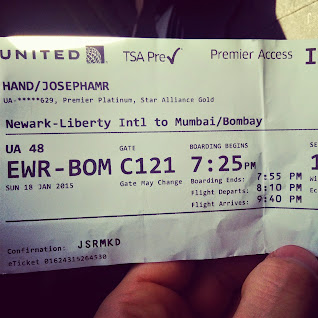 UNITED TSA Pre✓ Premier Access
HAND/JOSEPHAMR
UA-*****629, Premier Platinum, Star Alliance Gold
Newark-Liberty Intl to Mumbai/Bombay
UA 48 GATE BOARDING BEGINS
EWR-BOM C121 7:25PM
SUN 18 JAN 2015 Gate May Change Boarding Ends: 7:55 PM
Flight Departs: 8:10 PM
Flight Arrives: 9:40 PM
Confirmation: JSRMKD
eTicket 01624315264530